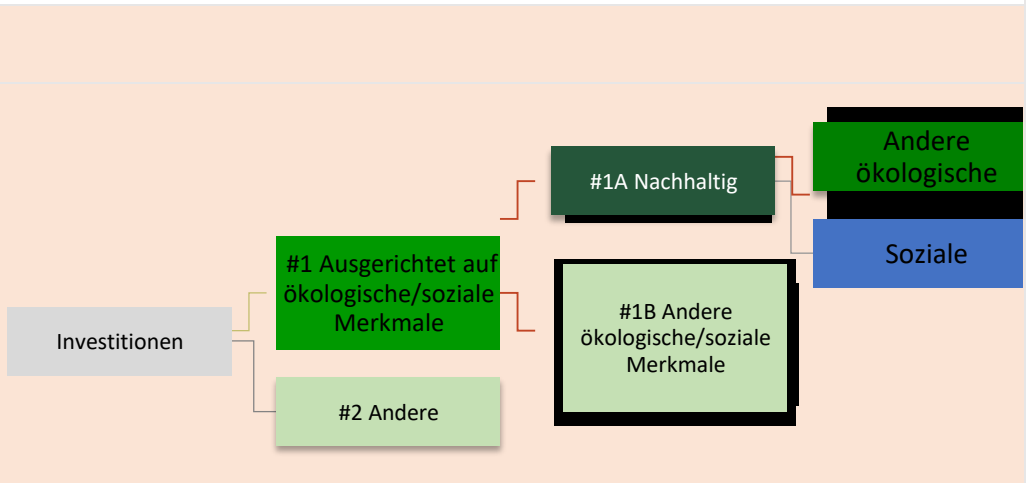 Investitionen
#1 Ausgerichtet auf
ökologische/soziale
Merkmale
#2 Andere
#1A Nachhaltig
#1B Andere
ökologische/soziale
Merkmale
Andere
ökologische
Soziale